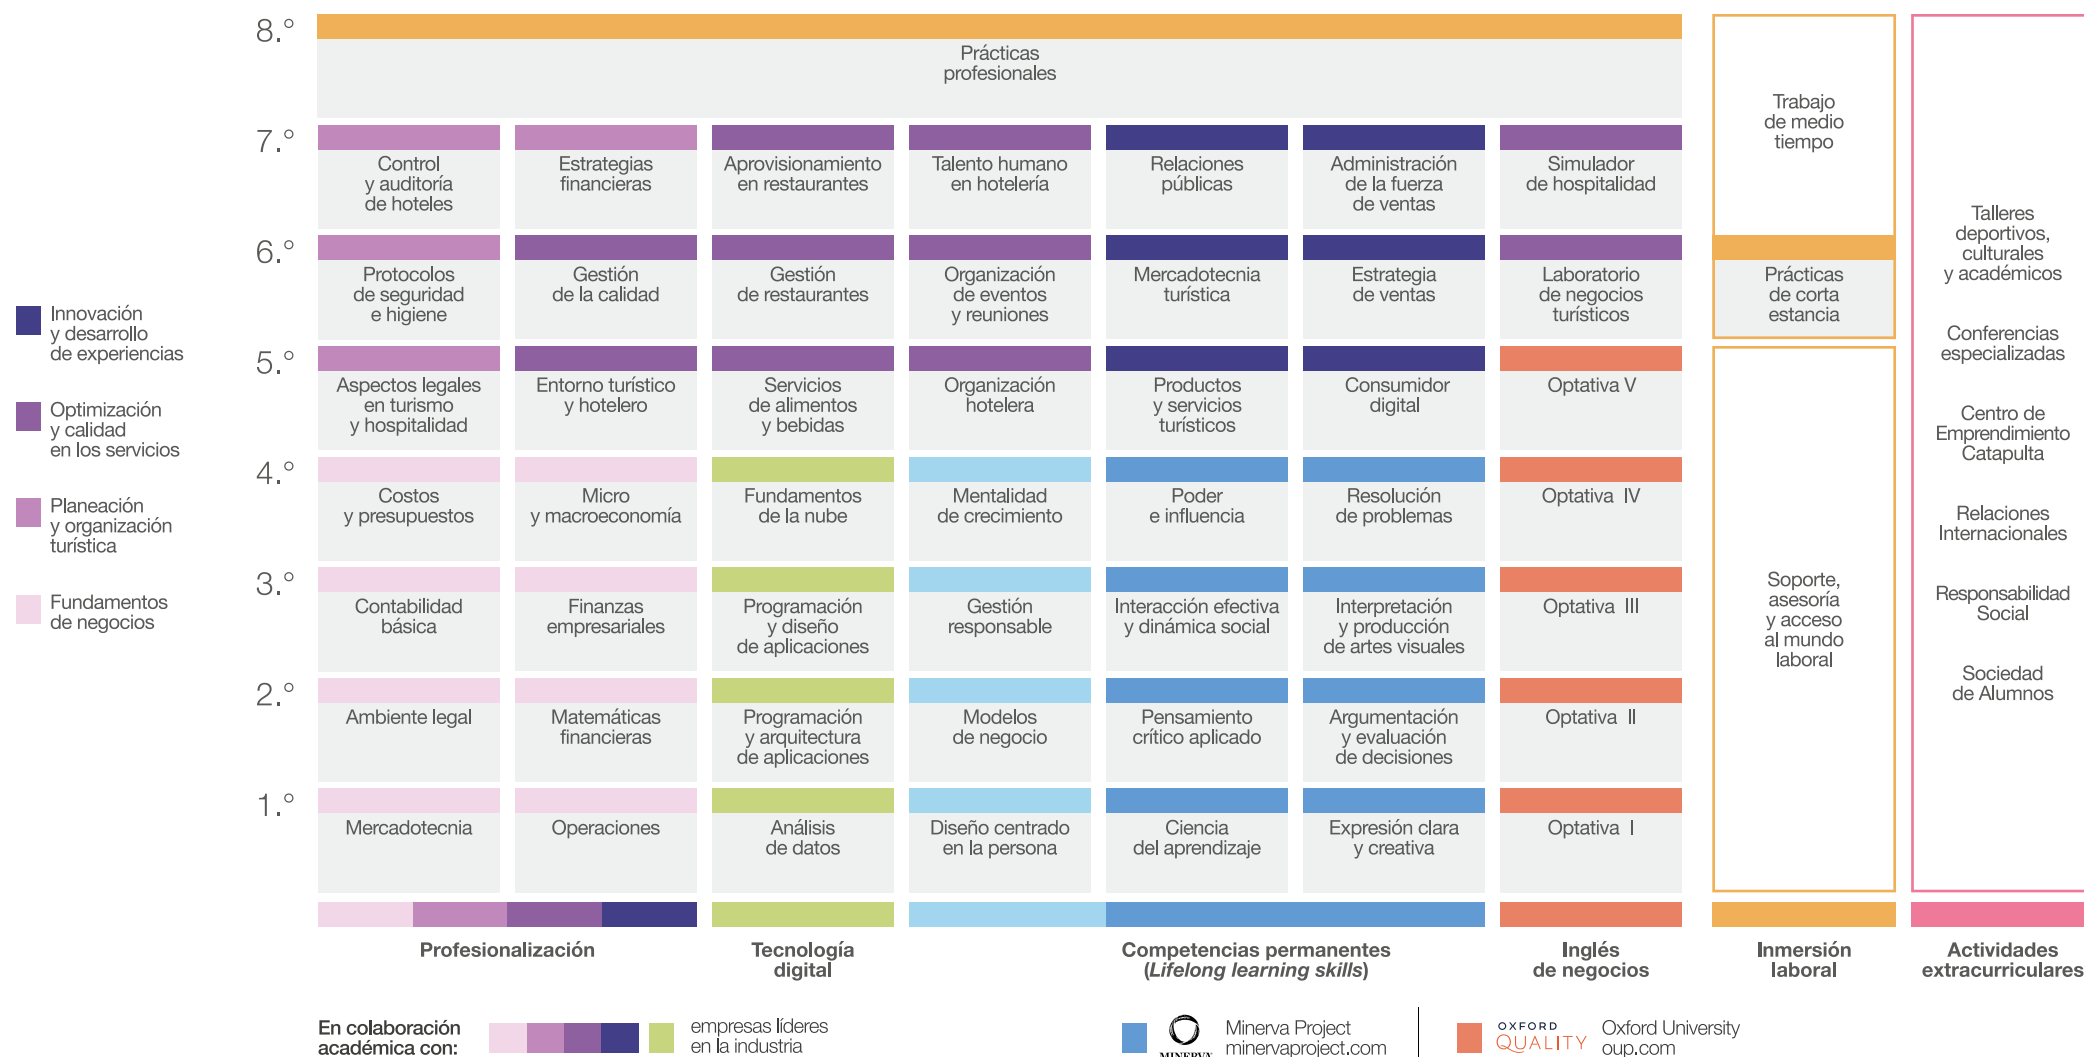 8.°
Prácticas
profesionales
7.°
Control
y auditoría
de hoteles
Estrategias
financieras
Aprovisionamiento
en restaurantes
Talento humano
en hotelería
Relaciones
públicas
Administración
de la fuerza
de ventas
Simulador
de hospitalidad
6.°
Protocolos
de seguridad
e higiene
Gestión
de la calidad
Gestión
de restaurantes
Organización
de eventos
y reuniones
Mercadotecnia
turística
Estrategia
de ventas
Laboratorio
de negocios
turísticos
5.°
Aspectos legales
en turismo
y hospitalidad
Entorno turístico
y hotelero
Servicios
de alimentos
y bebidas
Organización
hotelera
Productos
y servicios
turísticos
Consumidor
digital
Optativa V
4.°
Costos
y presupuestos
Micro
y macroeconomía
Fundamentos
de la nube
Mentalidad
de crecimiento
Poder
e influencia
Resolución
de problemas
Optativa IV
3.°
Contabilidad
básica
Finanzas
empresariales
Programación
y diseño
de aplicaciones
Gestión
responsable
Interacción efectiva
y dinámica social
Interpretación
y producción
de artes visuales
Optativa III
2.°
Ambiente legal
Matemáticas
financieras
Programación
y arquitectura
de aplicaciones
Modelos
de negocio
Pensamiento
crítico aplicado
Argumentación
y evaluación
de decisiones
Optativa II
1.°
Mercadotecnia
Operaciones
Análisis
de datos
Diseño centrado
en la persona
Ciencia
del aprendizaje
Expresión clara
y creativa
Optativa I
Trabajo
de medio
tiempo
Prácticas
de corta
estancia
Soporte,
asesoría
y acceso
al mundo
laboral
Talleres
deportivos,
culturales
y académicos
Conferencias
especializadas
Centro de
Emprendimiento
Catapulta
Relaciones
Internacionales
Responsabilidad
Social
Sociedad
de Alumnos
Innovación
y desarrollo
de experiencias
Optimización
y calidad
en los servicios
Planeación
y organización
turística
Fundamentos
de negocios
Profesionalización
Tecnología
digital
Competencias permanentes
(Lifelong learning skills)
Inglés
de negocios
Inmersión
laboral
Actividades
extracurriculares
En colaboración
académica con:
empresas líderes
en la industria
MINERVA
Minerva Project
minervaproject.com
OXFORD
QUALITY
Oxford University
oup.com